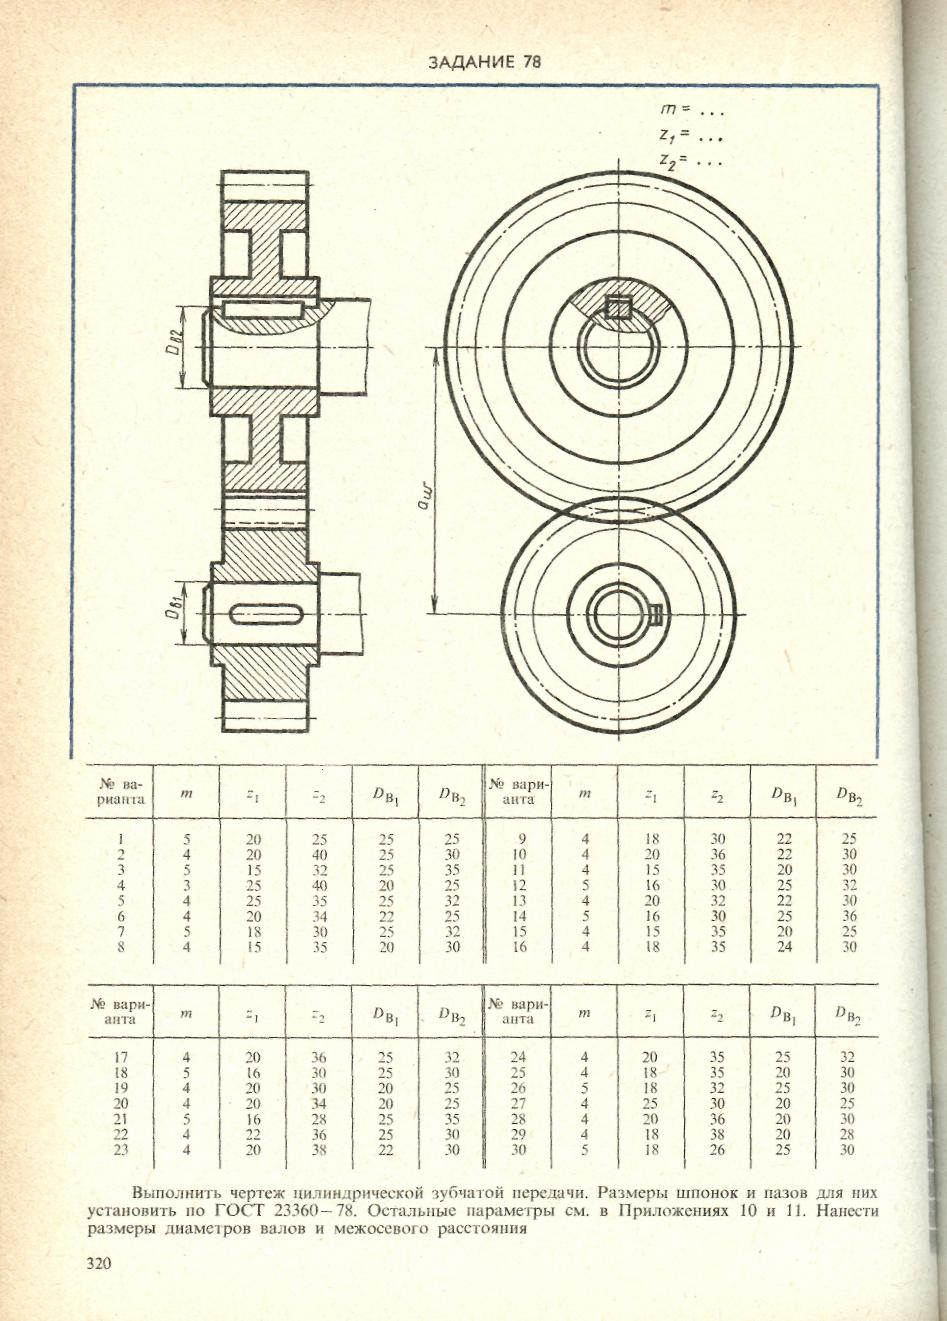 ЗАДАНИЕ 78
m = ...
z1 = ...
z2 = ...
DВ2
aw
DВ1
№ варианта m z1 z2 DВ1 DВ2 № варианта m z1 z2 DВ1 DВ2
1 5 20 25 25 25 9 4 18 30 22 25
2 4 20 40 25 30 10 4 20 36 22 30
3 5 15 32 25 35 11 4 15 35 20 30
4 3 25 40 20 25 12 5 16 30 25 32
5 4 25 35 25 32 13 4 20 32 22 30
6 4 20 34 22 25 14 5 16 30 25 36
7 5 18 30 25 32 15 4 15 35 20 25
8 4 15 35 20 30 16 4 18 35 24 30
№ варианта m z1 z2 DВ1 DВ2 № варианта m z1 z2 DВ1 DВ2
17 4 20 36 25 32 24 4 20 35 25 32
18 5 16 30 25 30 25 4 18 35 20 30
19 4 20 30 20 25 26 5 18 32 25 30
20 4 20 34 20 25 27 4 25 30 20 25
21 5 16 28 25 35 28 4 20 36 20 30
22 4 22 36 25 30 29 4 18 38 20 28
23 4 20 38 22 30 30 5 18 26 25 30
Выполнить чертеж цилиндрической зубчатой передачи. Размеры шпонок и пазов для них
установить по ГОСТ 23360—78. Остальные параметры см. в Приложениях 10 и 11. Нанести
размеры диаметров валов и межосевого расстояния
320